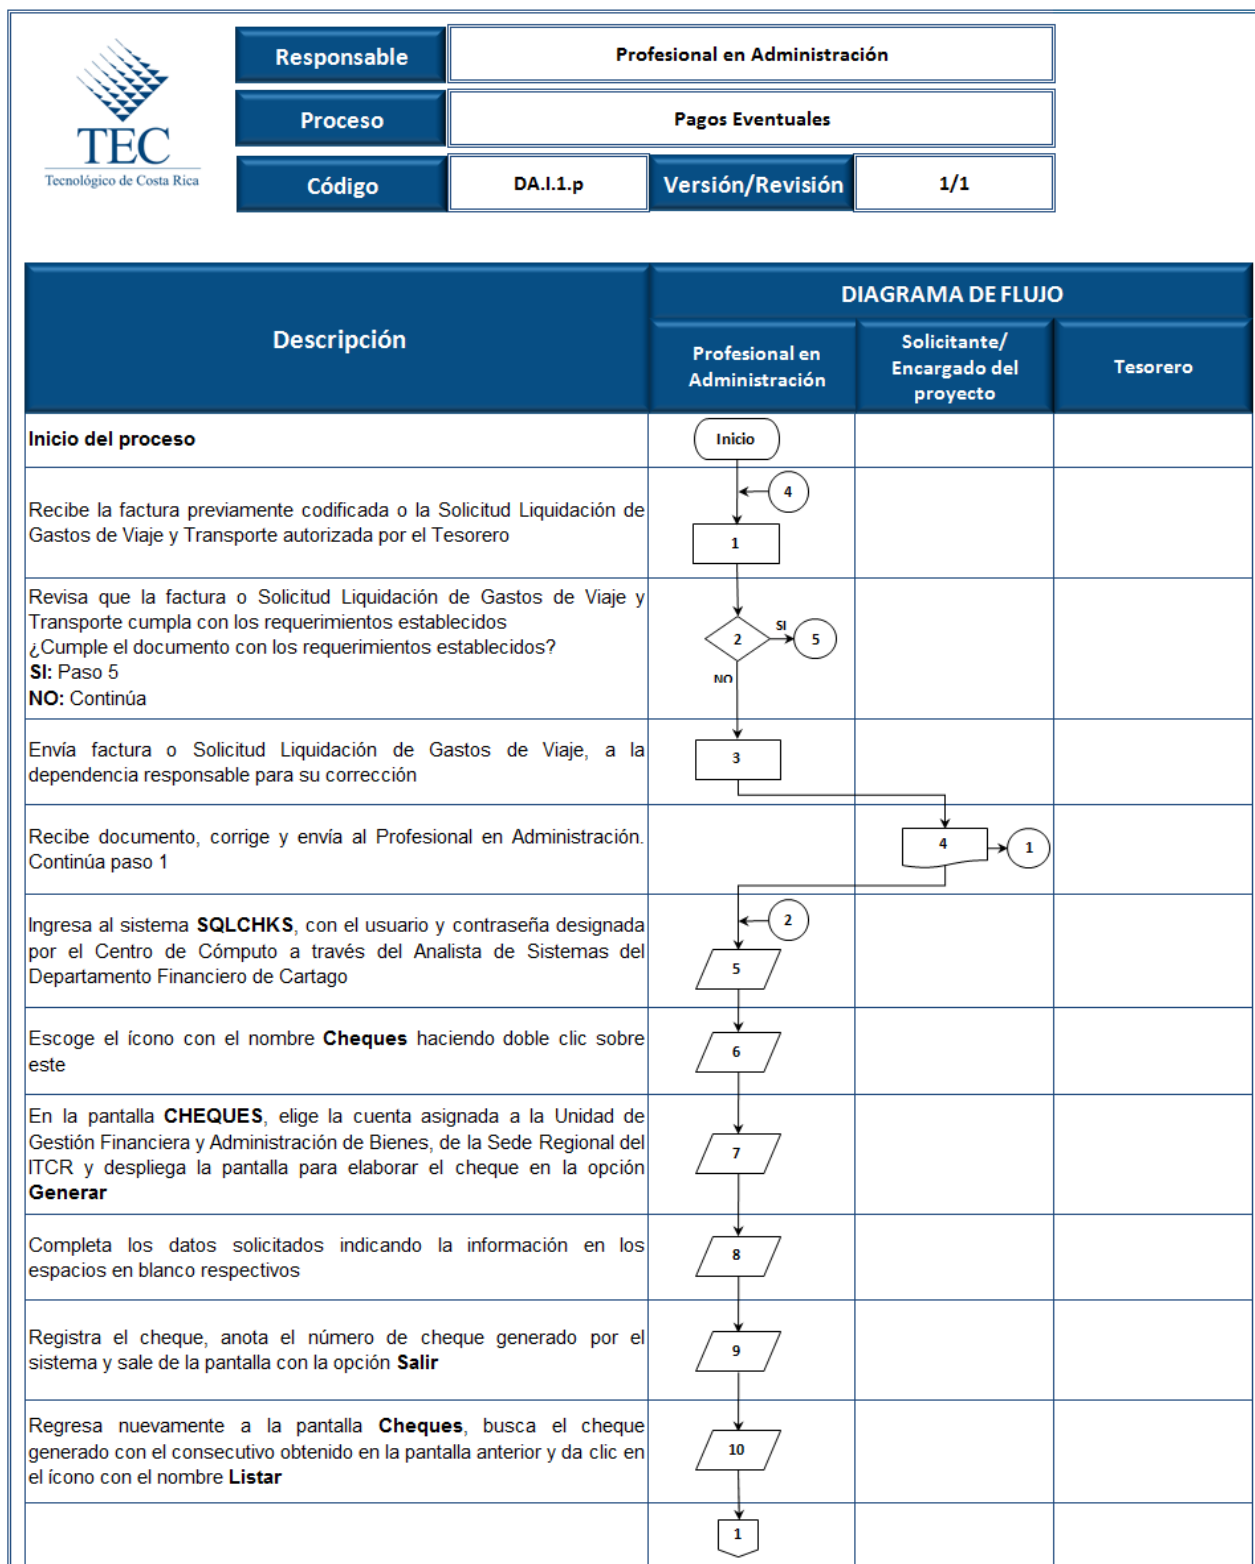 TEC
Tecnológico de Costa Rica
Responsable
Profesional en Administración
Proceso
Pagos Eventuales
Código
DA.I.1.p
Versión/Revisión
1/1
Descripción
DIAGRAMA DE FLUJO
Profesional en
Administración
Solicitante/
Encargado del
proyecto
Tesorero
Inicio del proceso
Inicio
Recibe la factura previamente codificada o la Solicitud Liquidación de
Gastos de Viaje y Transporte autorizada por el Tesorero
4
1
Revisa que la factura o Solicitud Liquidación de Gastos de Viaje y
Transporte cumpla con los requerimientos establecidos
¿Cumple el documento con los requerimientos establecidos?
SI: Paso 5
NO: Continúa
2
SI
5
NO
Envía factura o Solicitud Liquidación de Gastos de Viaje, a la
dependencia responsable para su corrección
3
Recibe documento, corrige y envía al Profesional en Administración.
Continúa paso 1
4
1
Ingresa al sistema SQLCHKS, con el usuario y contraseña designada
por el Centro de Cómputo a través del Analista de Sistemas del
Departamento Financiero de Cartago
2
5
Escoge el ícono con el nombre Cheques haciendo doble clic sobre
este
6
En la pantalla CHEQUES, elige la cuenta asignada a la Unidad de
Gestión Financiera y Administración de Bienes, de la Sede Regional del
ITCR y despliega la pantalla para elaborar el cheque en la opción
Generar
7
Completa los datos solicitados indicando la información en los
espacios en blanco respectivos
8
Registra el cheque, anota el número de cheque generado por el
sistema y sale de la pantalla con la opción Salir
9
Regresa nuevamente a la pantalla Cheques, busca el cheque
generado con el consecutivo obtenido en la pantalla anterior y da clic en
el ícono con el nombre Listar
10
1